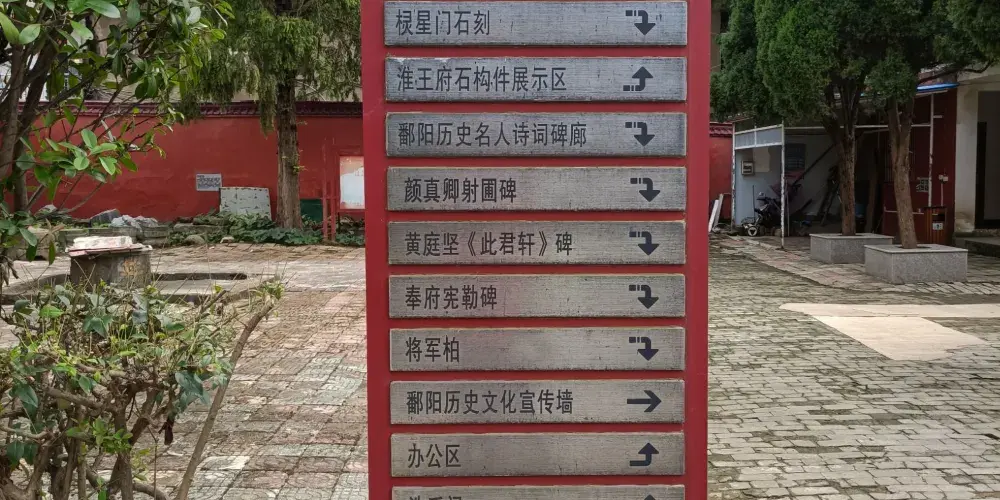 棂星门石刻
淮王府石构件展示区
鄱阳历史名人诗词碑廊
颜真卿射圃碑
黄庭坚《此君轩》碑
奉府宪勒碑
将军柏
鄱阳历史文化宣传墙
办公区